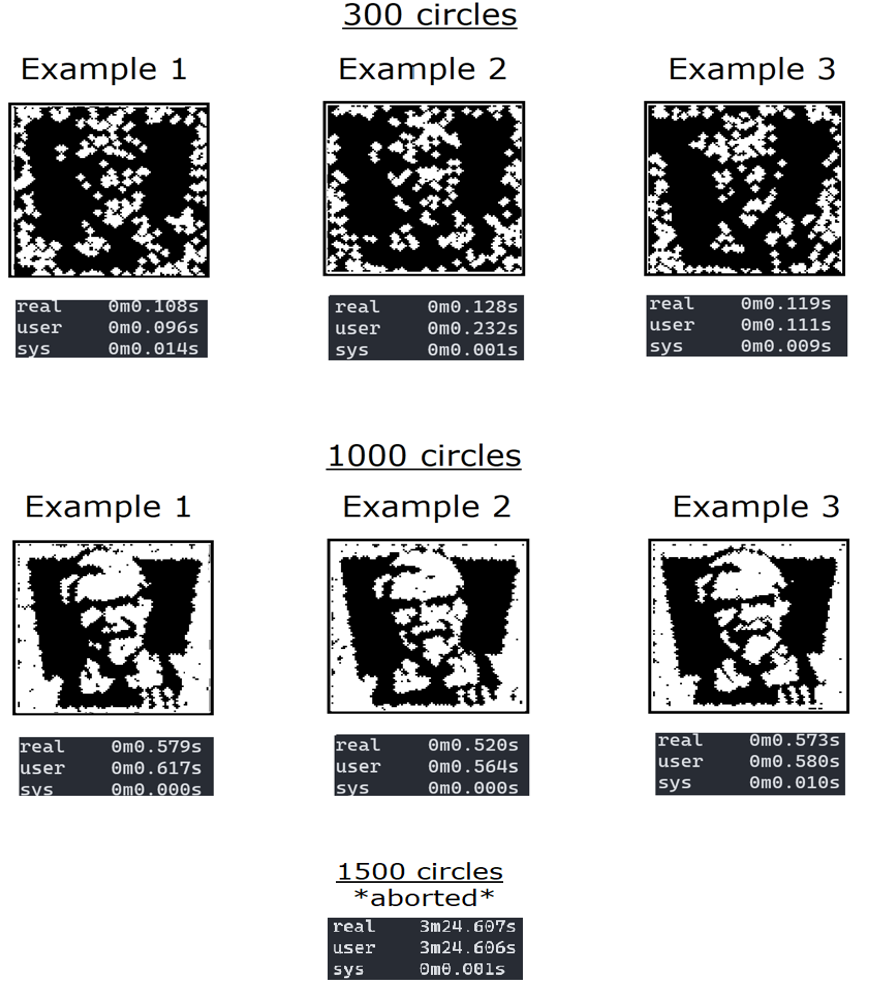 300 circles
Example 1 Example 2 Example 3
real 0m0.108s real 0m0.128s real 0m0.119s
user 0m0.096s user 0m0.232s user 0m0.111s
sys 0m0.014s sys 0m0.001s sys 0m0.009s
1000 circles
Example 1 Example 2 Example 3
real 0m0.579s real 0m0.520s real 0m0.573s
user 0m0.617s user 0m0.564s user 0m0.580s
sys 0m0.000s sys 0m0.000s sys 0m0.010s
1500 circles
*aborted*
real 3m24.607s
user 3m24.606s
sys 0m0.001s